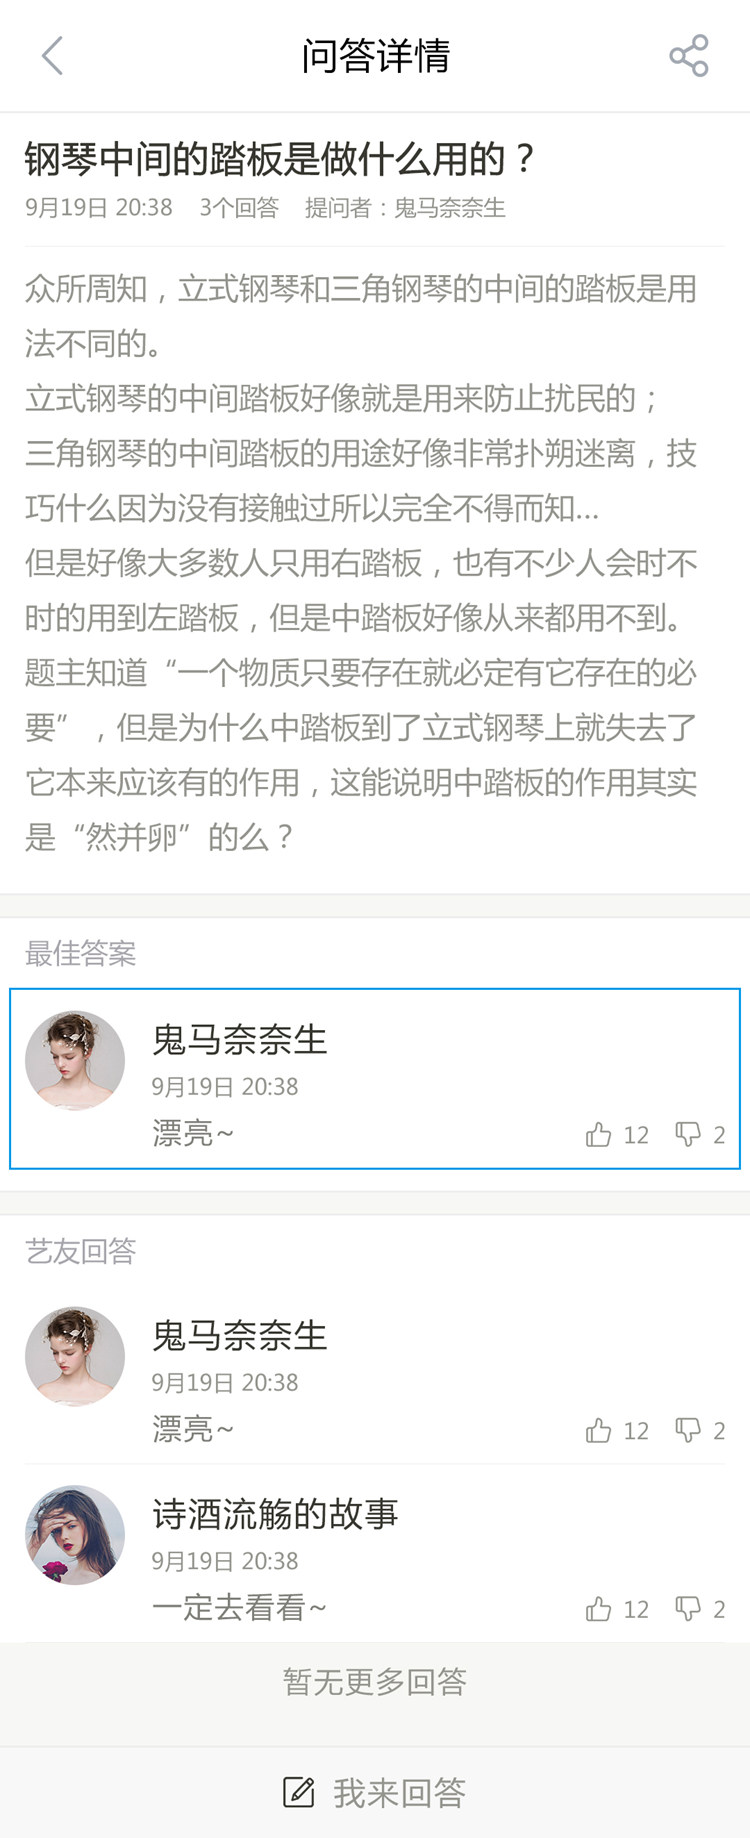 问答详情
钢琴中间的踏板是做什么用的？
9月19日 20:38 3个回答 提问者：鬼马奈奈生
众所周知，立式钢琴和三角钢琴的中间的踏板是用
法不同的。
立式钢琴的中间踏板好像就是用来防止扰民的；
三角钢琴的中间踏板的用途好像非常扑朔迷离，技
巧什么因为没有接触过所以完全不得而知...
但是好像大多数人只用右踏板，也有不少人会时不
时的用到左踏板，但是中踏板好像从来都用不到。
题主知道“一个物质只要存在就必定有它存在的必
要”，但是为什么中踏板到了立式钢琴上就失去了
它本来应该有的作用，这能说明中踏板的作用其实
是“然并卵”的么？
最佳答案
鬼马奈奈生
9月19日 20:38
漂亮~ 12 2
艺友回答
鬼马奈奈生
9月19日 20:38
漂亮~ 12 2
诗酒流觞的故事
9月19日 20:38
一定去看看~ 12 2
暂无更多回答
我来回答